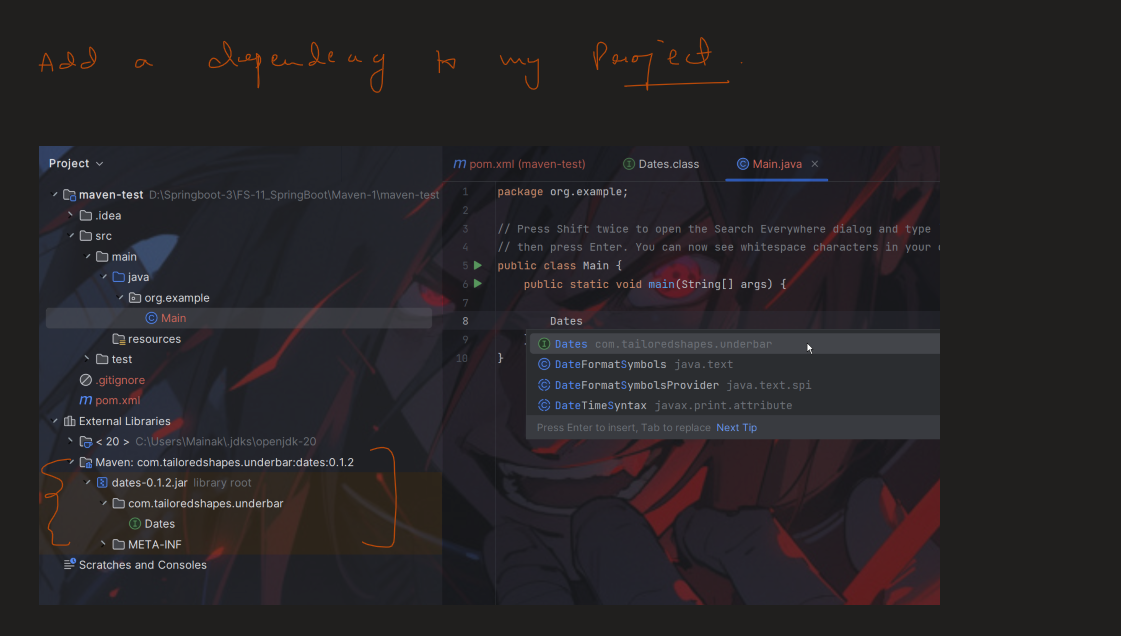 Add a dependency to my Project.
Project
maven-test D:\Springboot-3\FS-11_SpringBoot\Maven-1\maven-test
.idea
src
main
java
org.example
Main
resources
test
.gitignore
pom.xml
External Libraries
< 20 > C:\Users\Mainak\.jdks\openjdk-20
Maven: com.tailoredshapes.underbar:dates:0.1.2
dates-0.1.2.jar library root
com.tailoredshapes.underbar
Dates
META-INF
Scratches and Consoles
pom.xml (maven-test) Dates.class Main.java
1 package org.example;
2
3 // Press Shift twice to open the Search Everywhere dialog and type
4 // then press Enter. You can now see whitespace characters in your
5 public class Main {
6 public static void main(String[] args) {
7
8 Dates
9
10 }
Dates com.tailoredshapes.underbar
DateFormatSymbols java.text
DateFormatSymbolsProvider java.text.spi
DateTimeSyntax javax.print.attribute
Press Enter to insert, Tab to replace Next Tip